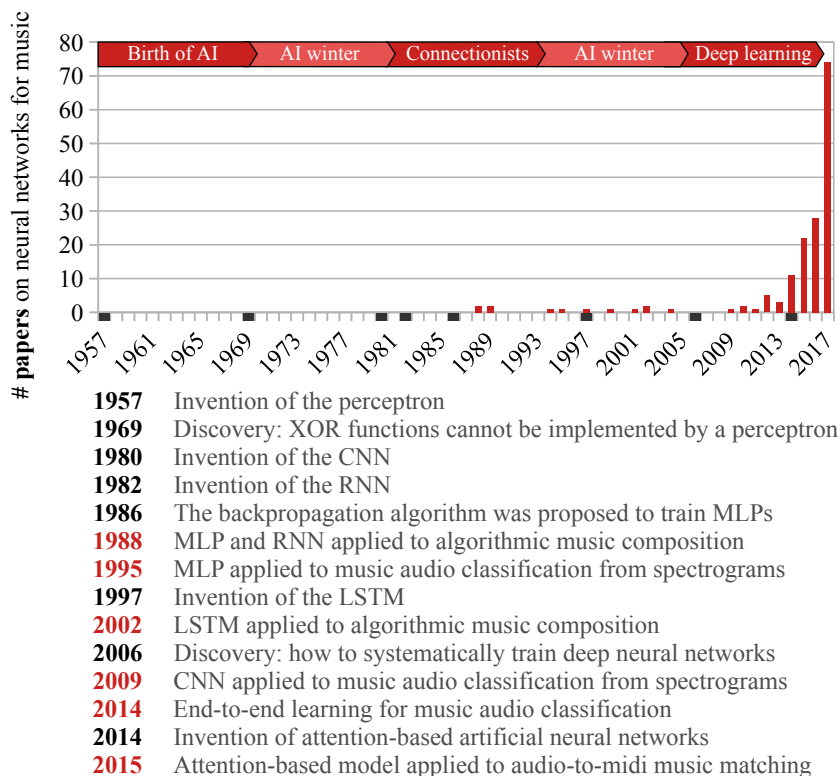 # papers on neural networks for music
80
70
60
50
40
30
20
10
0
Birth of AI
AI winter
Connectionists
AI winter
Deep learning
1957
1961
1965
1969
1973
1977
1981
1985
1989
1993
1997
2001
2005
2009
2013
2017
1957 Invention of the perceptron
1969 Discovery: XOR functions cannot be implemented by a perceptron
1980 Invention of the CNN
1982 Invention of the RNN
1986 The backpropagation algorithm was proposed to train MLPs
1988 MLP and RNN applied to algorithmic music composition
1995 MLP applied to music audio classification from spectrograms
1997 Invention of the LSTM
2002 LSTM applied to algorithmic music composition
2006 Discovery: how to systematically train deep neural networks
2009 CNN applied to music audio classification from spectrograms
2014 End-to-end learning for music audio classification
2014 Invention of attention-based artificial neural networks
2015 Attention-based model applied to audio-to-midi music matching